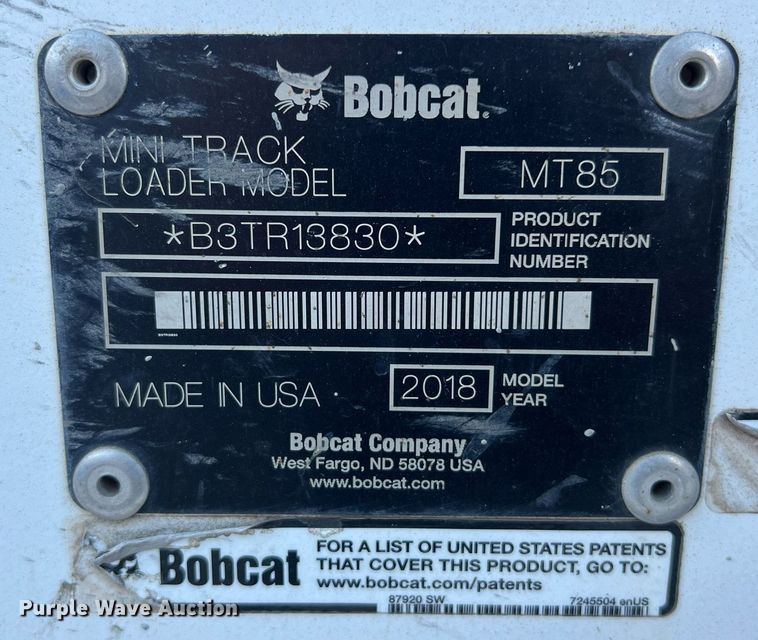 Bobcat.
MINI TRACK
LOADER MODEL
MT85
*B3TR13830*
PRODUCT
IDENTIFICATION
NUMBER
B3TR13830
MADE IN USA
2018
MODEL
YEAR
Bobcat Company
West Fargo, ND 58078 USA
www.bobcat.com
Bobcat
FOR A LIST OF UNITED STATES PATENTS
THAT COVER THIS PRODUCT, GO TO:
www.bobcat.com/patents
87920 SW
7245504 enUS
Purple Wave Auction